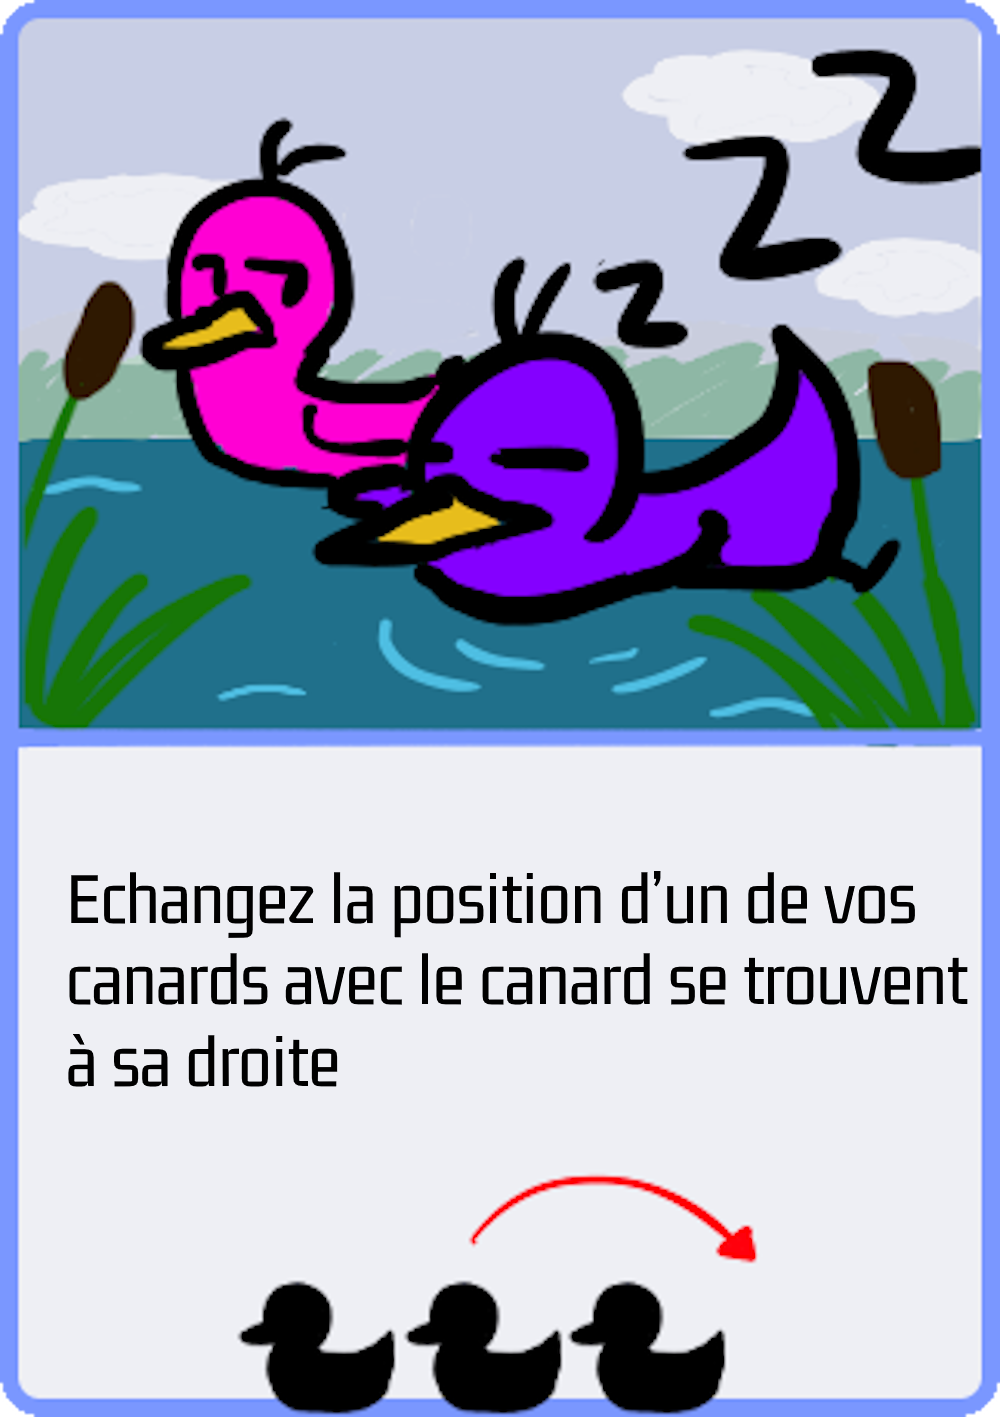 z z z
Echangez la position d’un de vos
canards avec le canard se trouvent
à sa droite